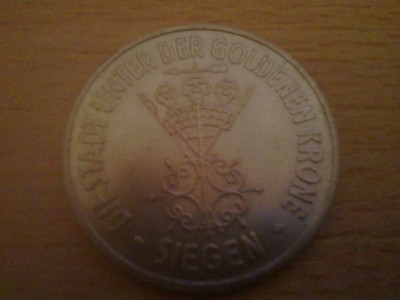 DIE STADT UNTER DER GOLDENEN KRONE
- SIEGEN -